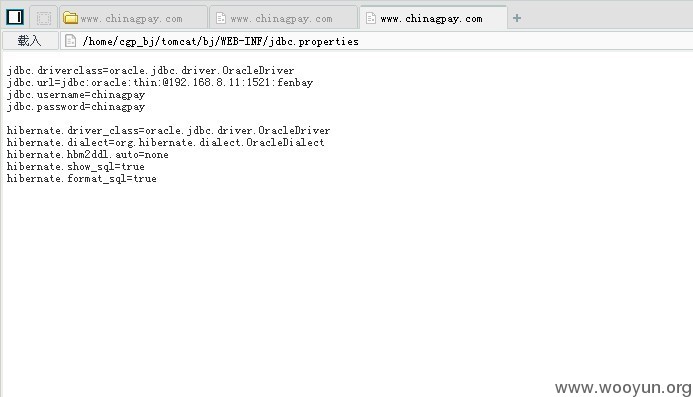 www.chinagpay.com
www.chinagpay.com
www.chinagpay.com
载入
/home/cgp_bj/tomcat/bj/WEB-INF/jdbc.properties
jdbc.driverclass=oracle.jdbc.driver.OracleDriver
jdbc.url=jdbc:oracle:thin:@192.168.8.11:1521:fenbay
jdbc.username=chinagpay
jdbc.password=chinagpay
hibernate.driver_class=oracle.jdbc.driver.OracleDriver
hibernate.dialect=org.hibernate.dialect.OracleDialect
hibernate.hbm2ddl.auto=none
hibernate.show_sql=true
hibernate.format_sql=true
www.wooyun.org